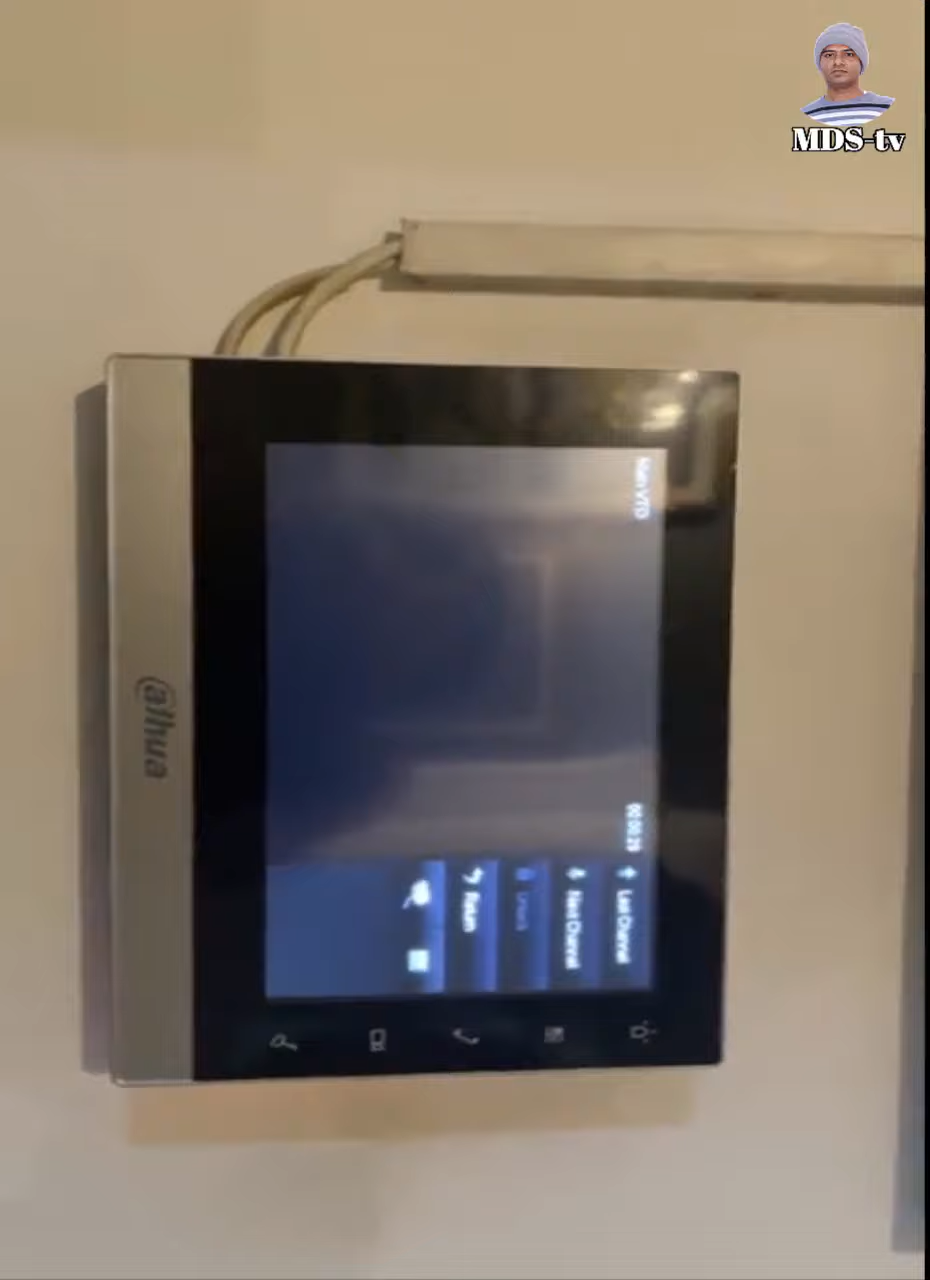 MDS-tv
Main VTO
00:00:29
Last Channel
Next Channel
Unlock
Return
alhua